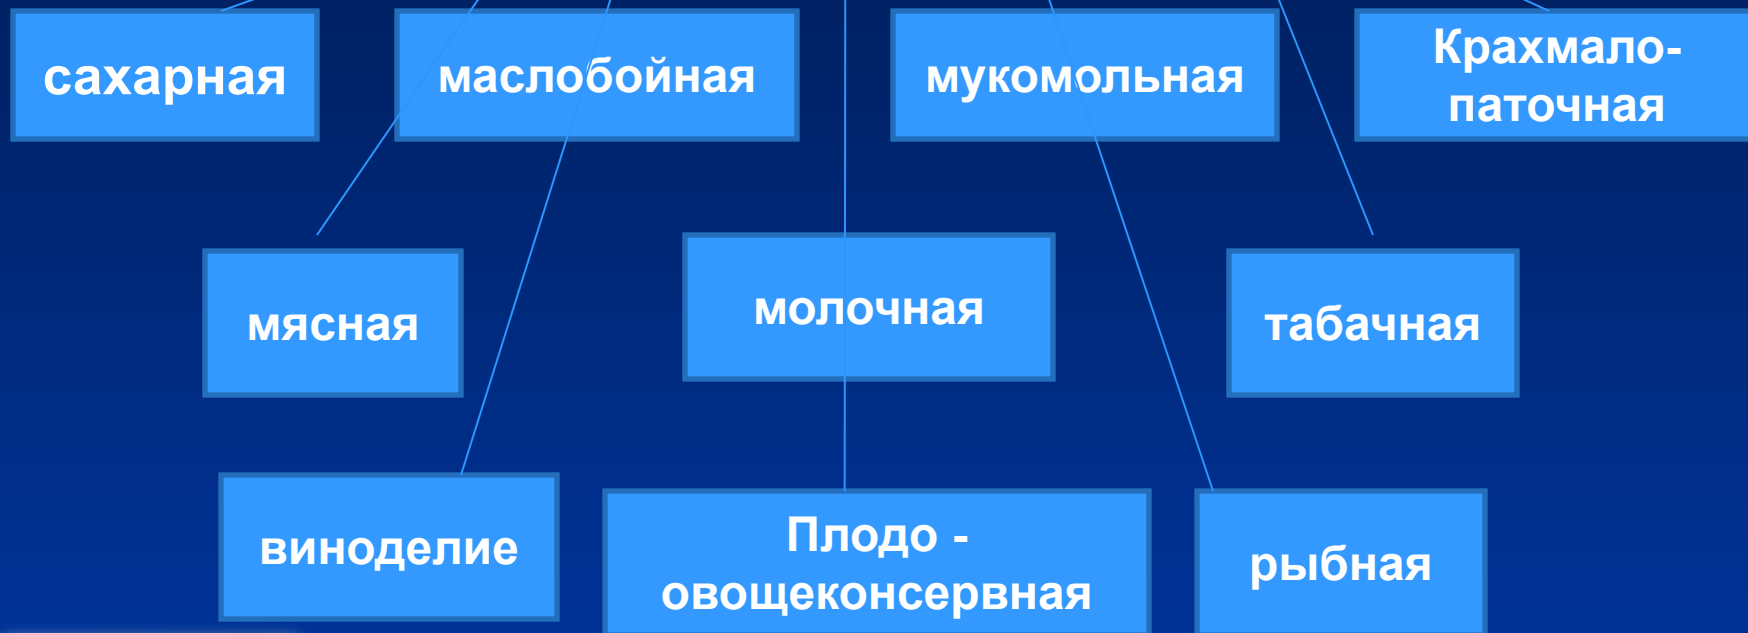 сахарная
маслобойная
мукомольная
Крахмало-
паточная
мясная
молочная
табачная
виноделие
Плодо -
овощеконсервная
рыбная